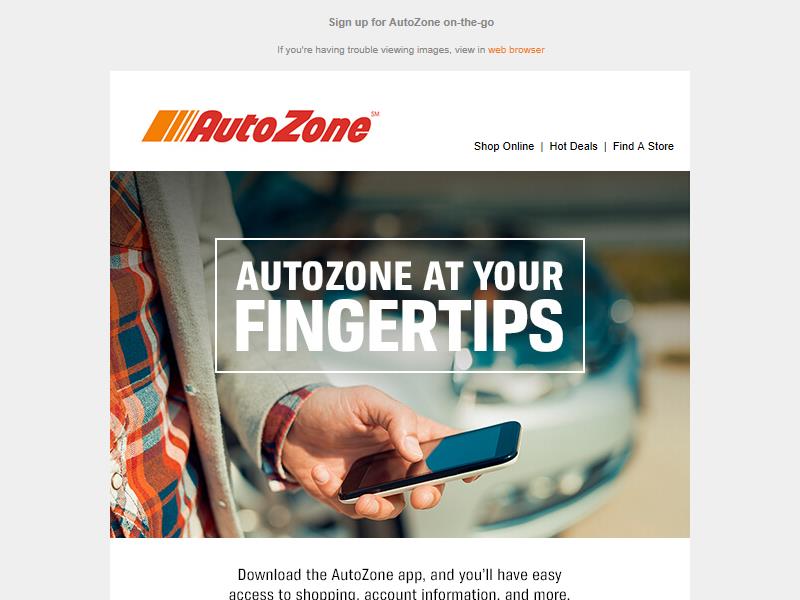 Sign up for AutoZone on-the-go
If you're having trouble viewing images, view in web browser
AutoZone SM
Shop Online | Hot Deals | Find A Store
AUTOZONE AT YOUR
FINGERTIPS
Download the AutoZone app, and you'll have easy
access to shopping, account information, and more.